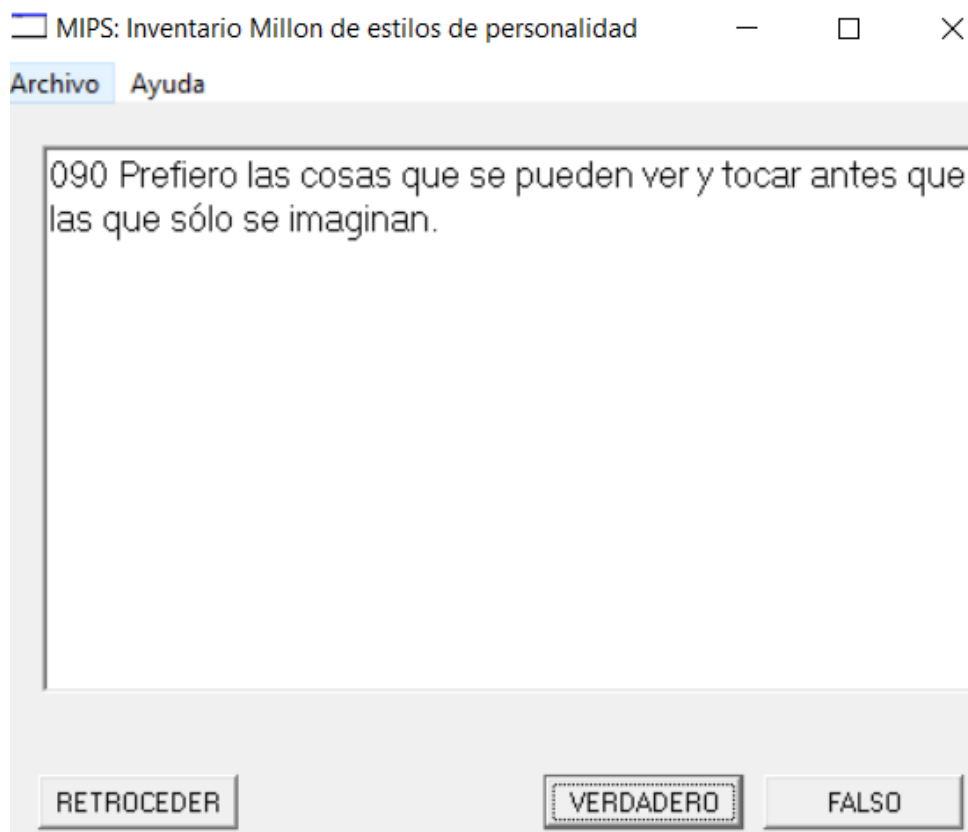 MIPS: Inventario Millon de estilos de personalidad
Archivo Ayuda
090 Prefiero las cosas que se pueden ver y tocar antes que
las que sólo se imaginan.
RETROCEDER VERDADERO FALSO